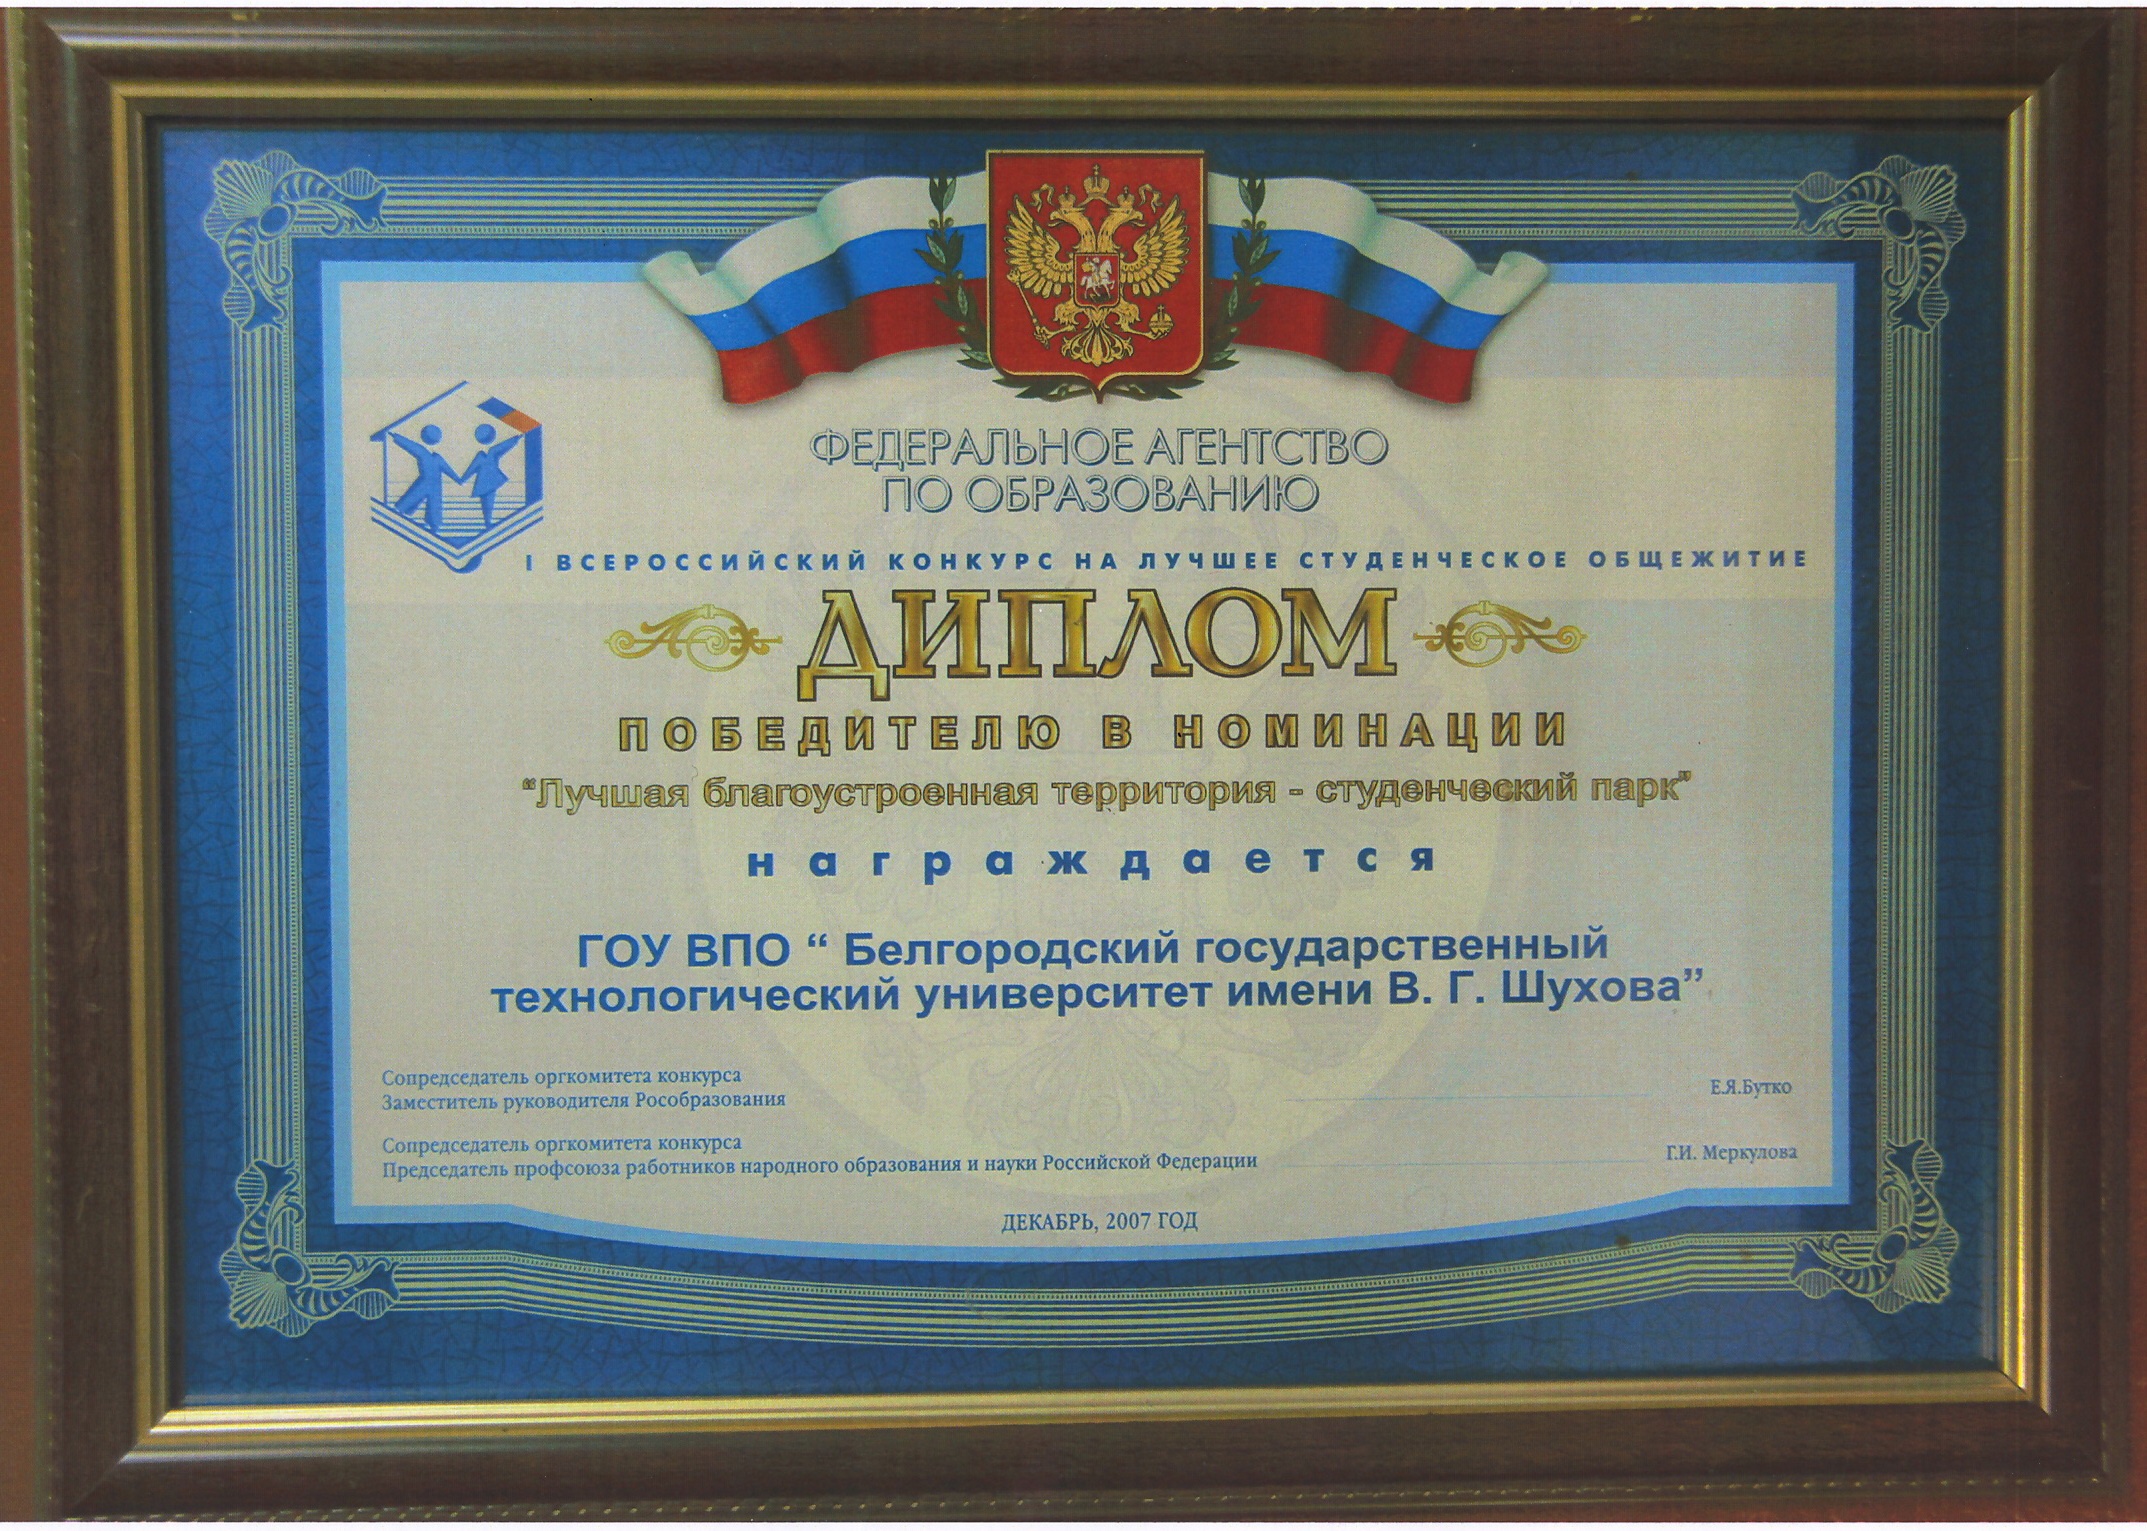 ФЕДЕРАЛЬНОЕ АГЕНТСТВО
ПО ОБРАЗОВАНИЮ
I ВСЕРОССИЙСКИЙ КОНКУРС НА ЛУЧШЕЕ СТУДЕНЧЕСКОЕ ОБЩЕЖИТИЕ
ДИПЛОМ
ПОБЕДИТЕЛЮ В НОМИНАЦИИ
“Лучшая благоустроенная территория - студенческий парк”
награждается
ГОУ ВПО “ Белгородский государственный
технологический университет имени В. Г. Шухова”
Сопредседатель оргкомитета конкурса
Заместитель руководителя Рособразования
Е.Я.Бутко
Сопредседатель оргкомитета конкурса
Председатель профсоюза работников народного образования и науки Российской Федерации
Г.И. Меркулова
ДЕКАБРЬ, 2007 ГОД